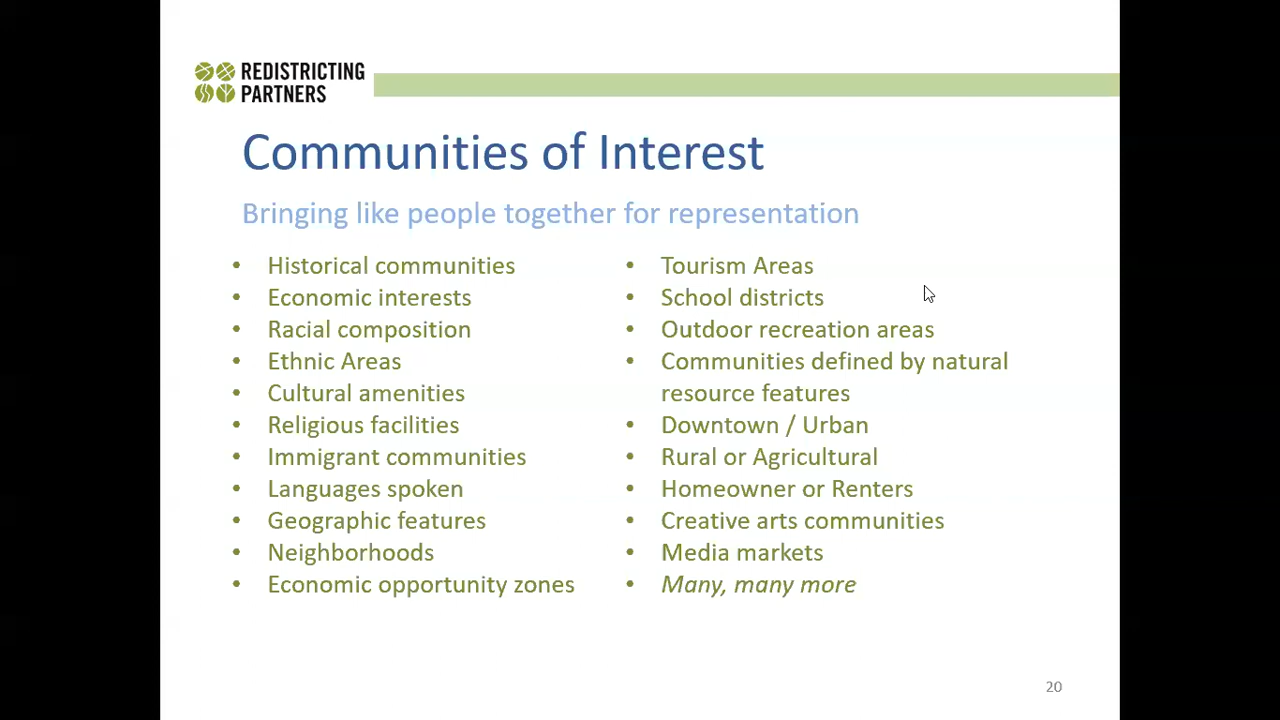 REDISTRICTING
PARTNERS
Communities of Interest
Bringing like people together for representation
• Historical communities
• Economic interests
• Racial composition
• Ethnic Areas
• Cultural amenities
• Religious facilities
• Immigrant communities
• Languages spoken
• Geographic features
• Neighborhoods
• Economic opportunity zones
• Tourism Areas
• School districts
• Outdoor recreation areas
• Communities defined by natural
resource features
• Downtown / Urban
• Rural or Agricultural
• Homeowner or Renters
• Creative arts communities
• Media markets
• Many, many more
20